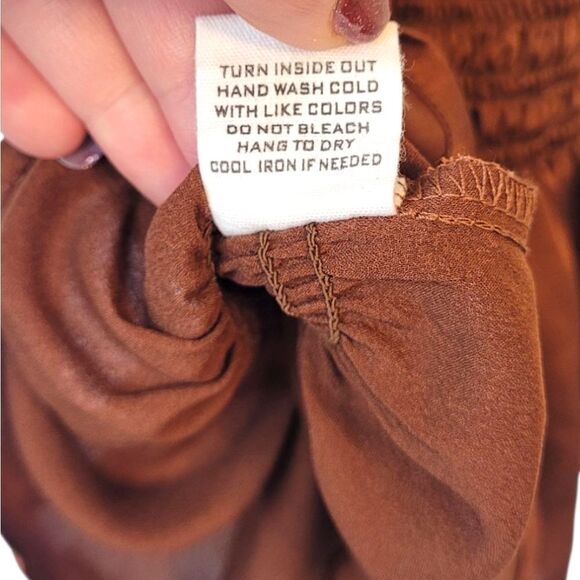 TURN INSIDE OUT
HAND WASH COLD
WITH LIKE COLORS
DO NOT BLEACH
HANG TO DRY
COOL IRON IF NEEDED